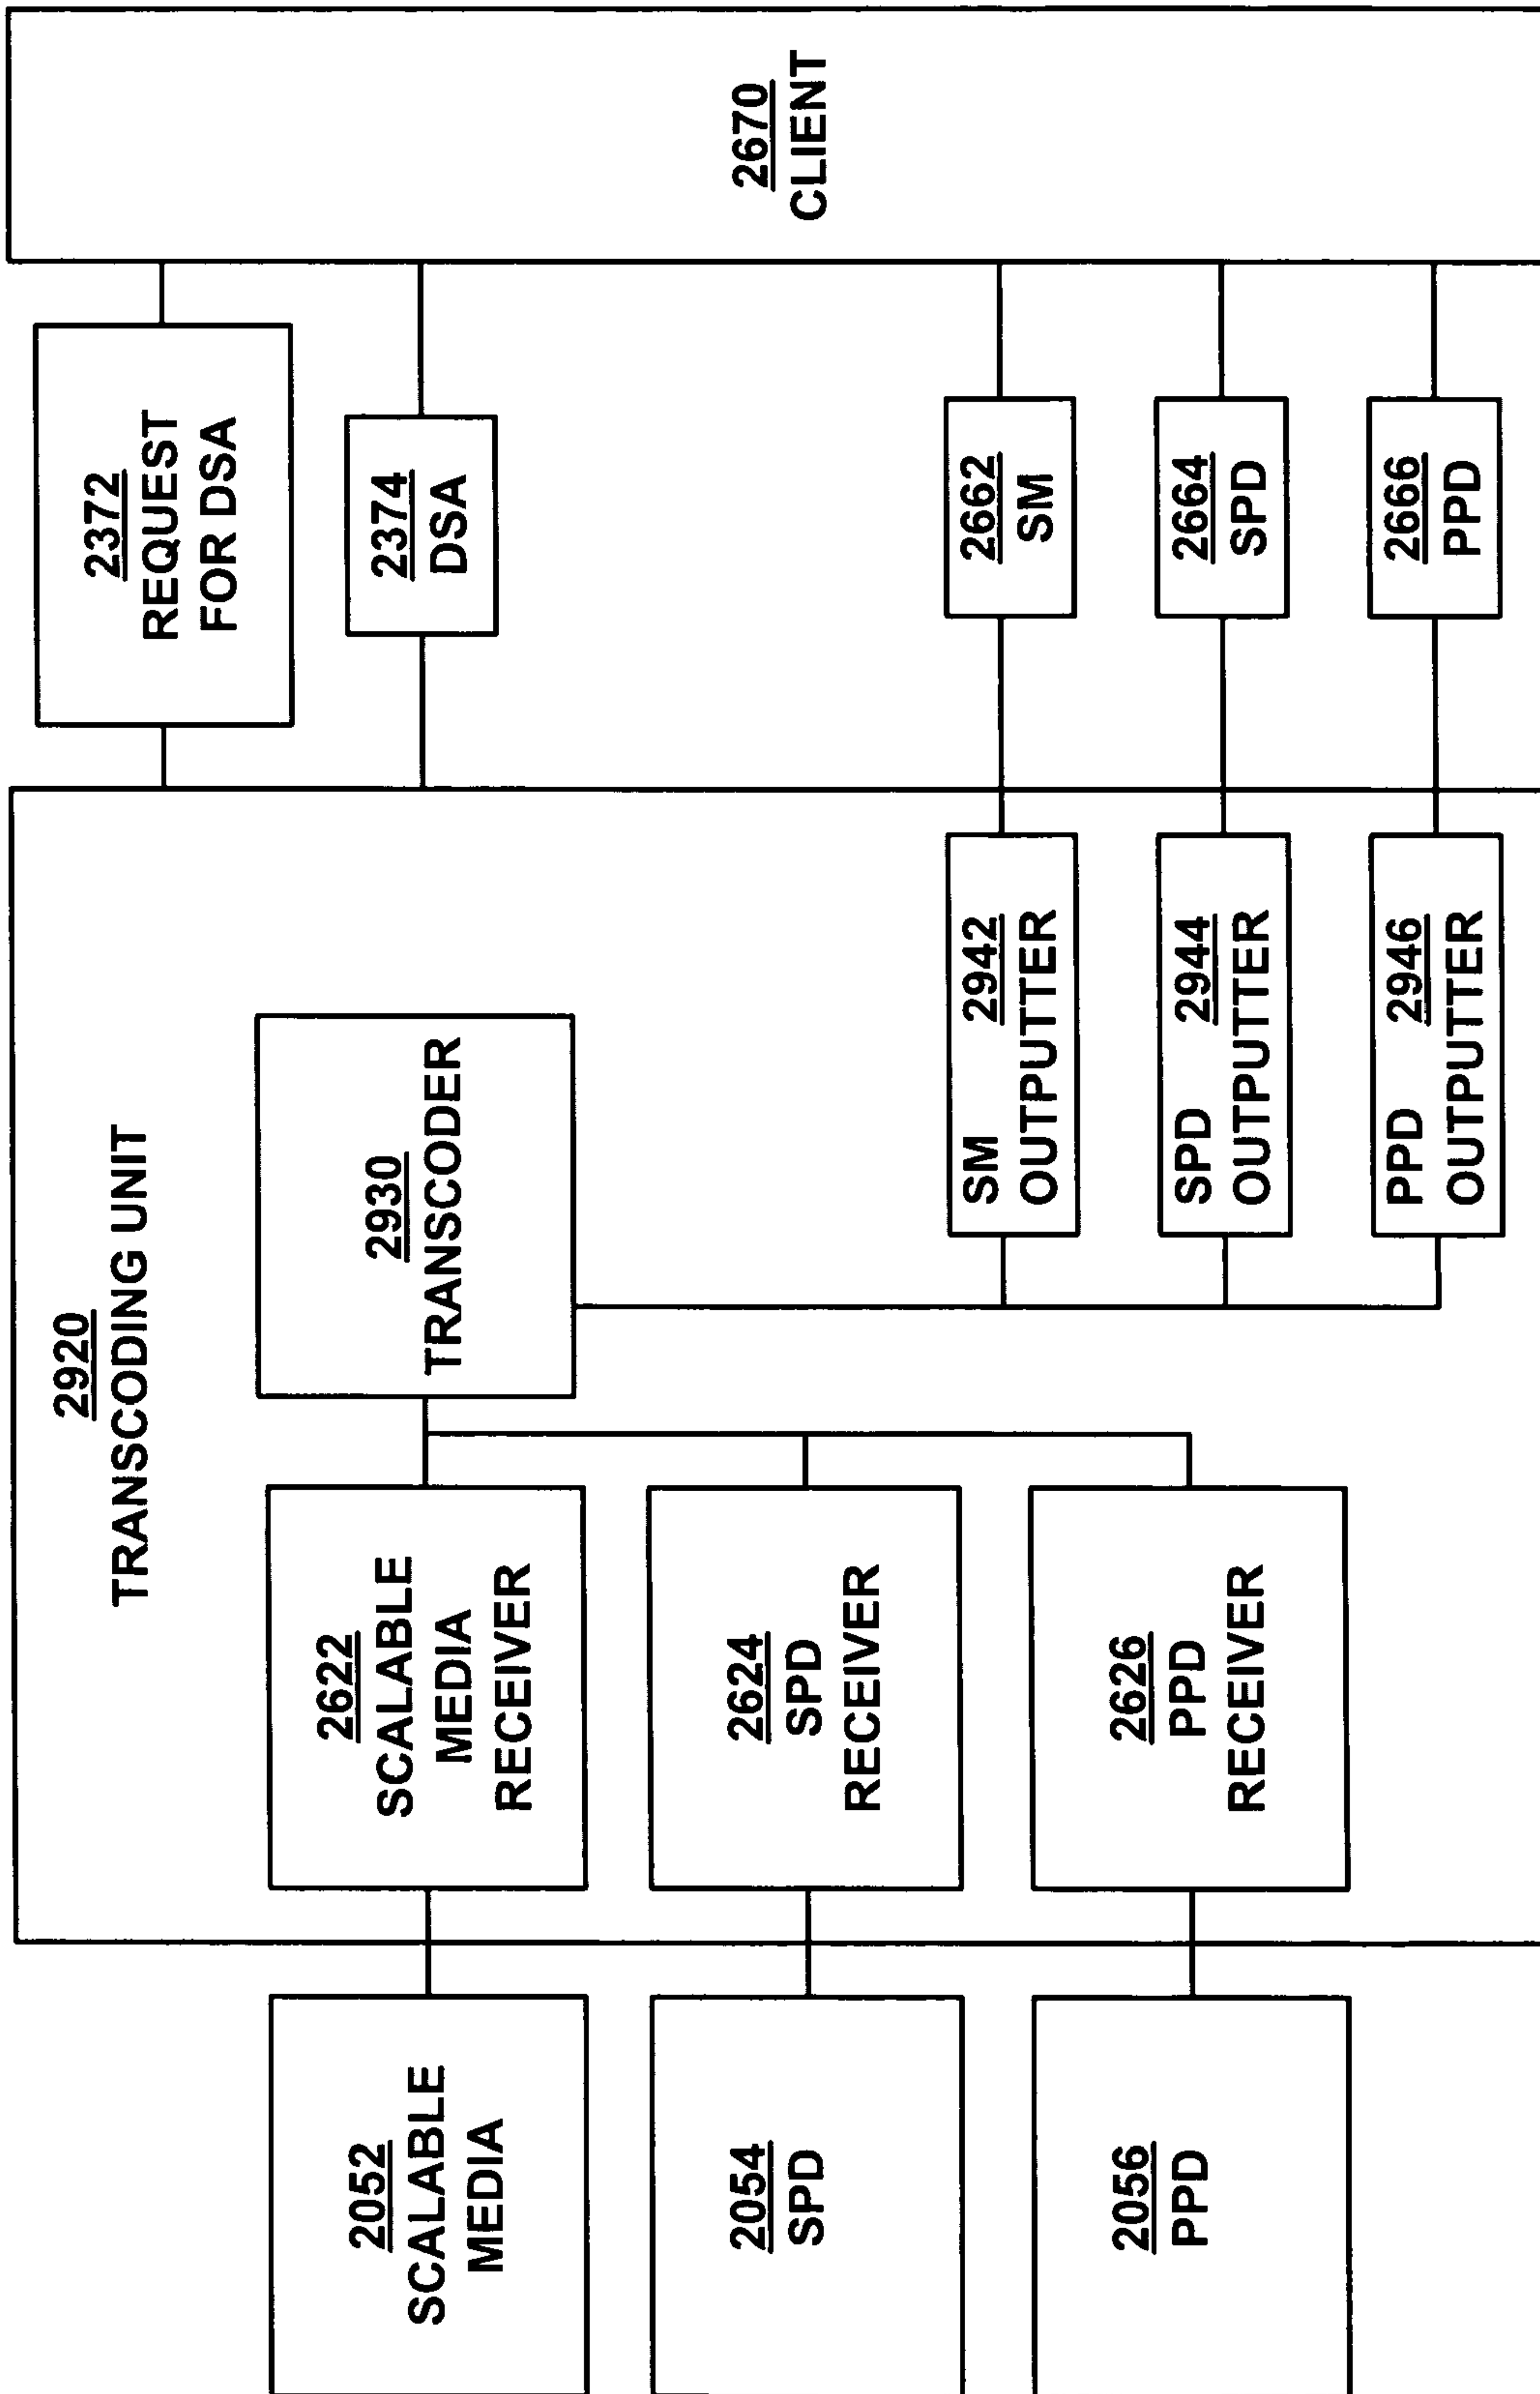 2052
SCALABLE
MEDIA
2054
SPD
2056
PPD
2920
TRANSCODING UNIT
2622
SCALABLE
MEDIA
RECEIVER
2624
SPD
RECEIVER
2626
PPD
RECEIVER
2930
TRANSCODER
SM 2942
OUTPUTTER
SPD 2944
OUTPUTTER
PPD 2946
OUTPUTTER
2372
REQUEST
FOR DSA
2374
DSA
2662
SM
2664
SPD
2666
PPD
2670
CLIENT